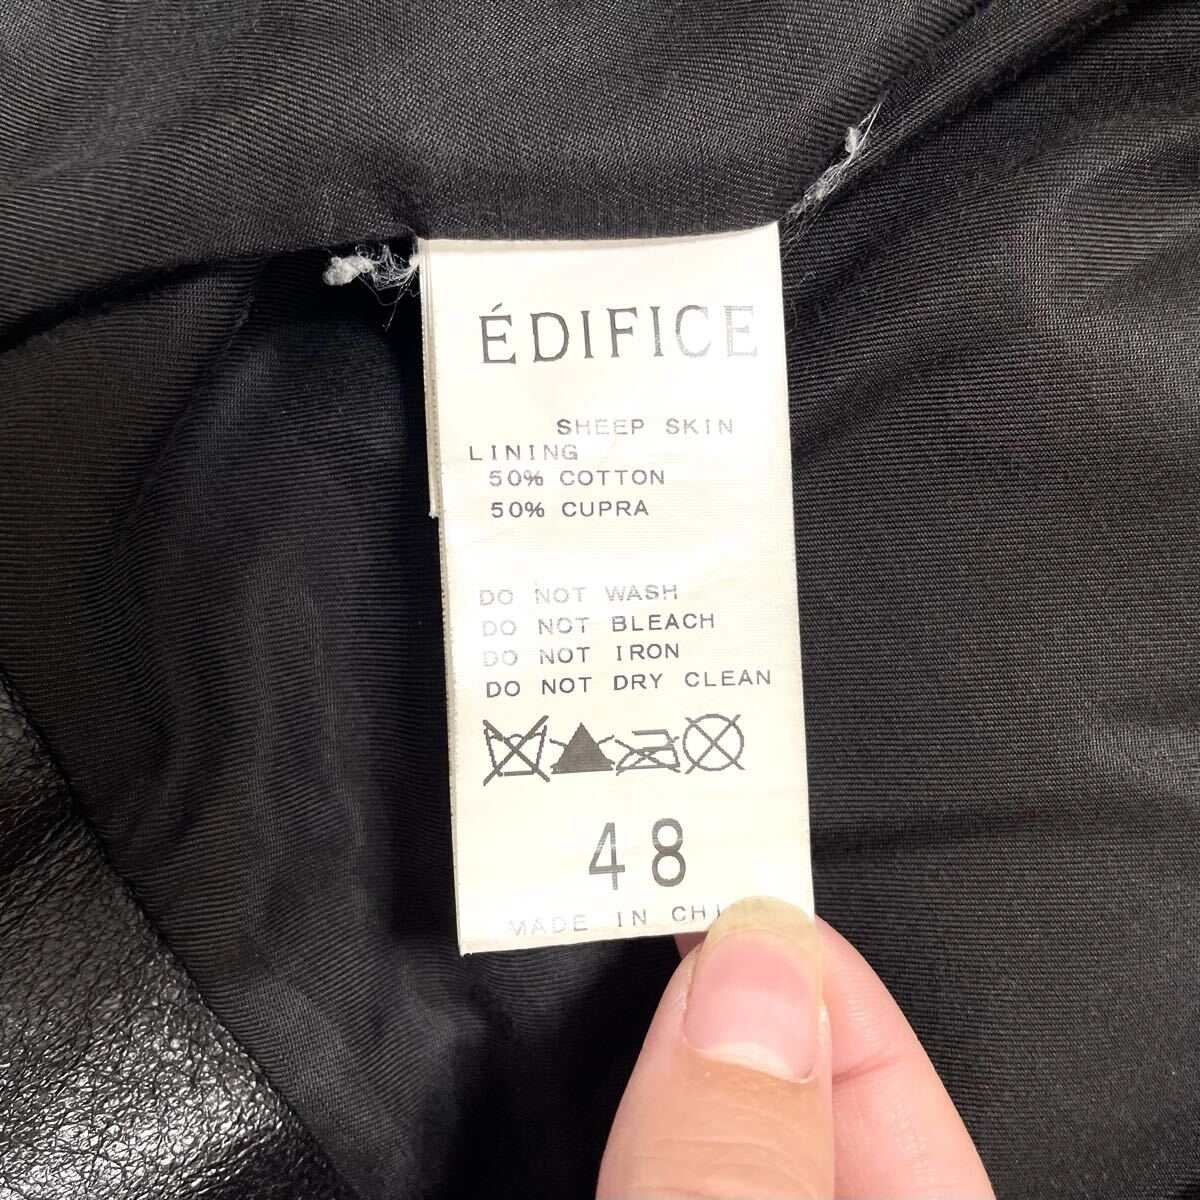 ÉDIFICE
SHEEP SKIN
LINING
50% COTTON
50% CUPRA
DO NOT WASH
DO NOT BLEACH
DO NOT IRON
DO NOT DRY CLEAN
48
MADE IN